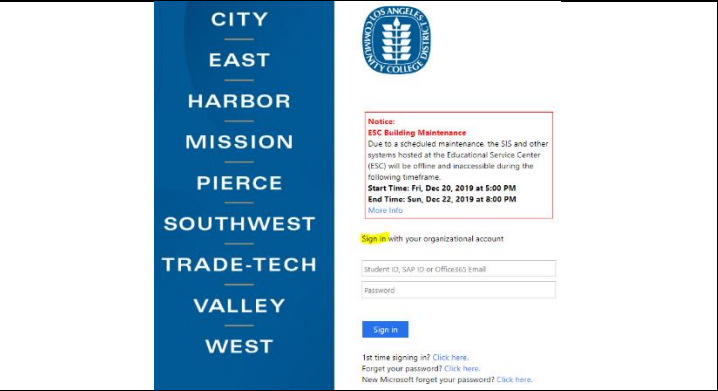 CITY
EAST
HARBOR
MISSION
PIERCE
SOUTHWEST
TRADE-TECH
VALLEY
WEST
LOS ANGELES
COMMUNITY COLLEGE DISTRICT
Notice:
ESC Building Maintenance
Due to a scheduled maintenance, the SIS and other
systems hosted at the Educational Service Center
(ESC) will be offline and inaccessible during the
following timeframe.
Start Time: Fri, Dec 20, 2019 at 5:00 PM
End Time: Sun, Dec 22, 2019 at 8:00 PM
More Info
Sign in with your organizational account
Student ID, SAP ID or Office365 Email
Password
Sign in
1st time signing in? Click here.
Forget your password? Click here.
New Microsoft forget your password? Click here.